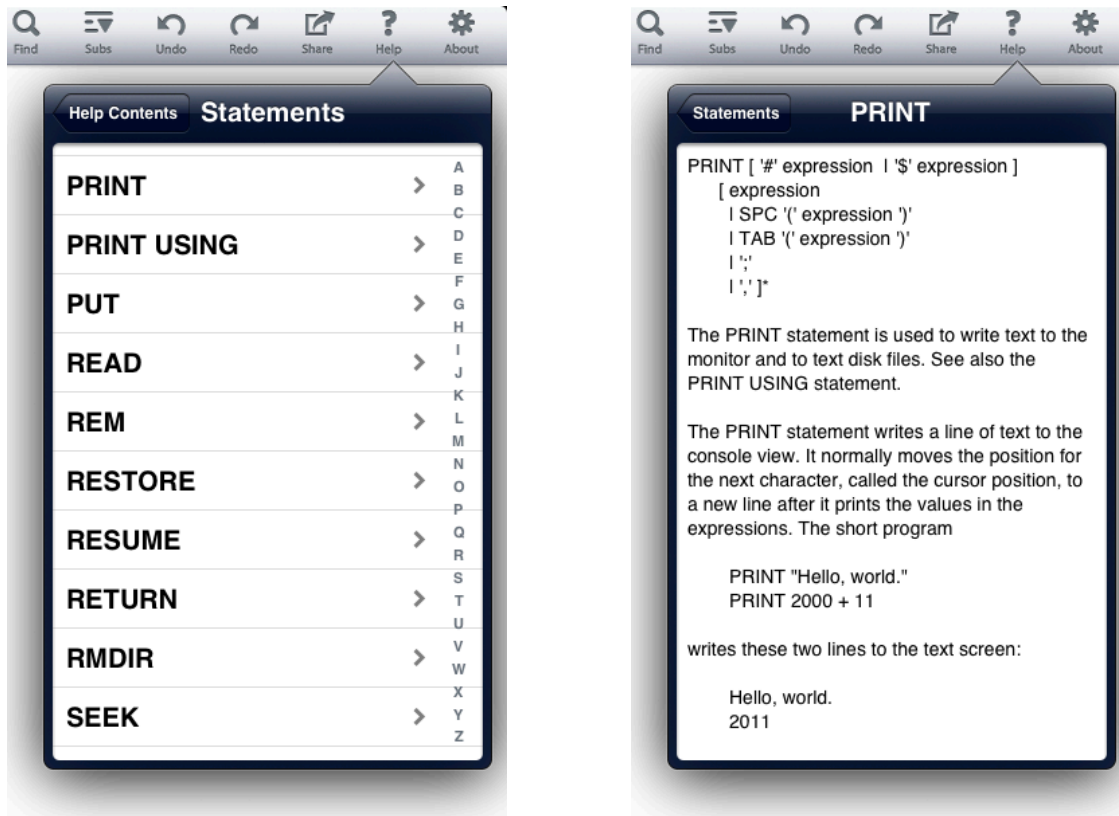 Find Subs Undo Redo Share Help About
Help Contents Statements
PRINT
PRINT USING
PUT
READ
REM
RESTORE
RESUME
RETURN
RMDIR
SEEK
A
B
C
D
E
F
G
H
I
J
K
L
M
N
O
P
Q
R
S
T
U
V
W
X
Y
Z
Find Subs Undo Redo Share Help About
Statements PRINT
PRINT [ '#' expression | '$' expression ]
[ expression
| SPC '(' expression ')'
| TAB '(' expression ')'
| ';'
| ',' ]*
The PRINT statement is used to write text to the
monitor and to text disk files. See also the
PRINT USING statement.
The PRINT statement writes a line of text to the
console view. It normally moves the position for
the next character, called the cursor position, to
a new line after it prints the values in the
expressions. The short program
PRINT "Hello, world."
PRINT 2000 + 11
writes these two lines to the text screen:
Hello, world.
2011